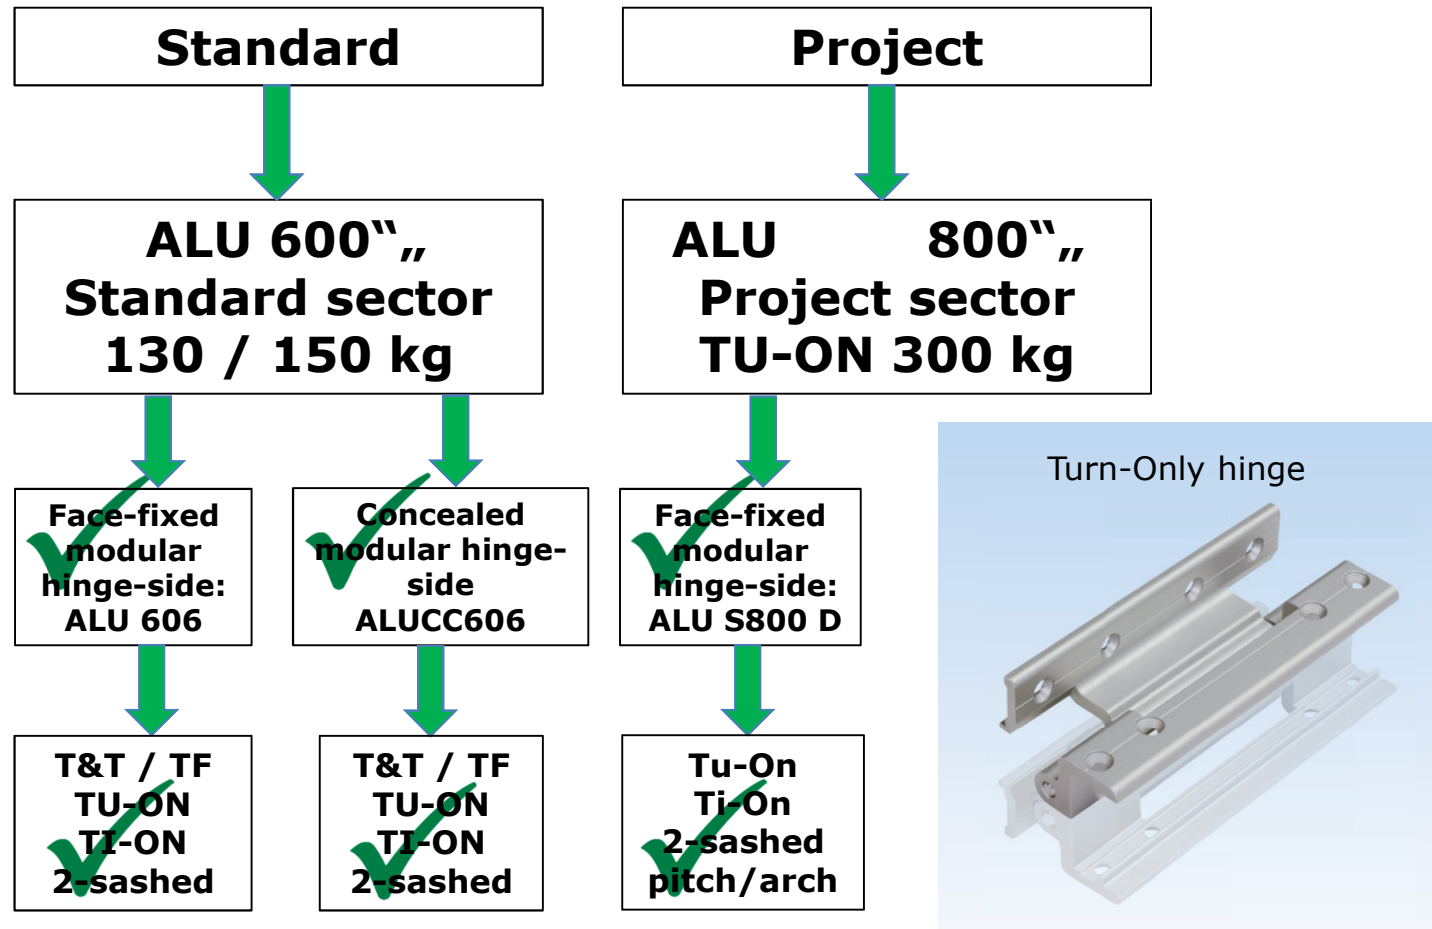 Standard
Project
ALU 600“„
Standard sector
130 / 150 kg
ALU 800“„
Project sector
TU-ON 300 kg
Face-fixed
modular
hinge-side:
ALU 606
Concealed
modular hinge-
side
ALUCC606
Face-fixed
modular
hinge-side:
ALU S800 D
T&T / TF
TU-ON
TI-ON
2-sashed
T&T / TF
TU-ON
TI-ON
2-sashed
Tu-On
Ti-On
2-sashed
pitch/arch
Turn-Only hinge